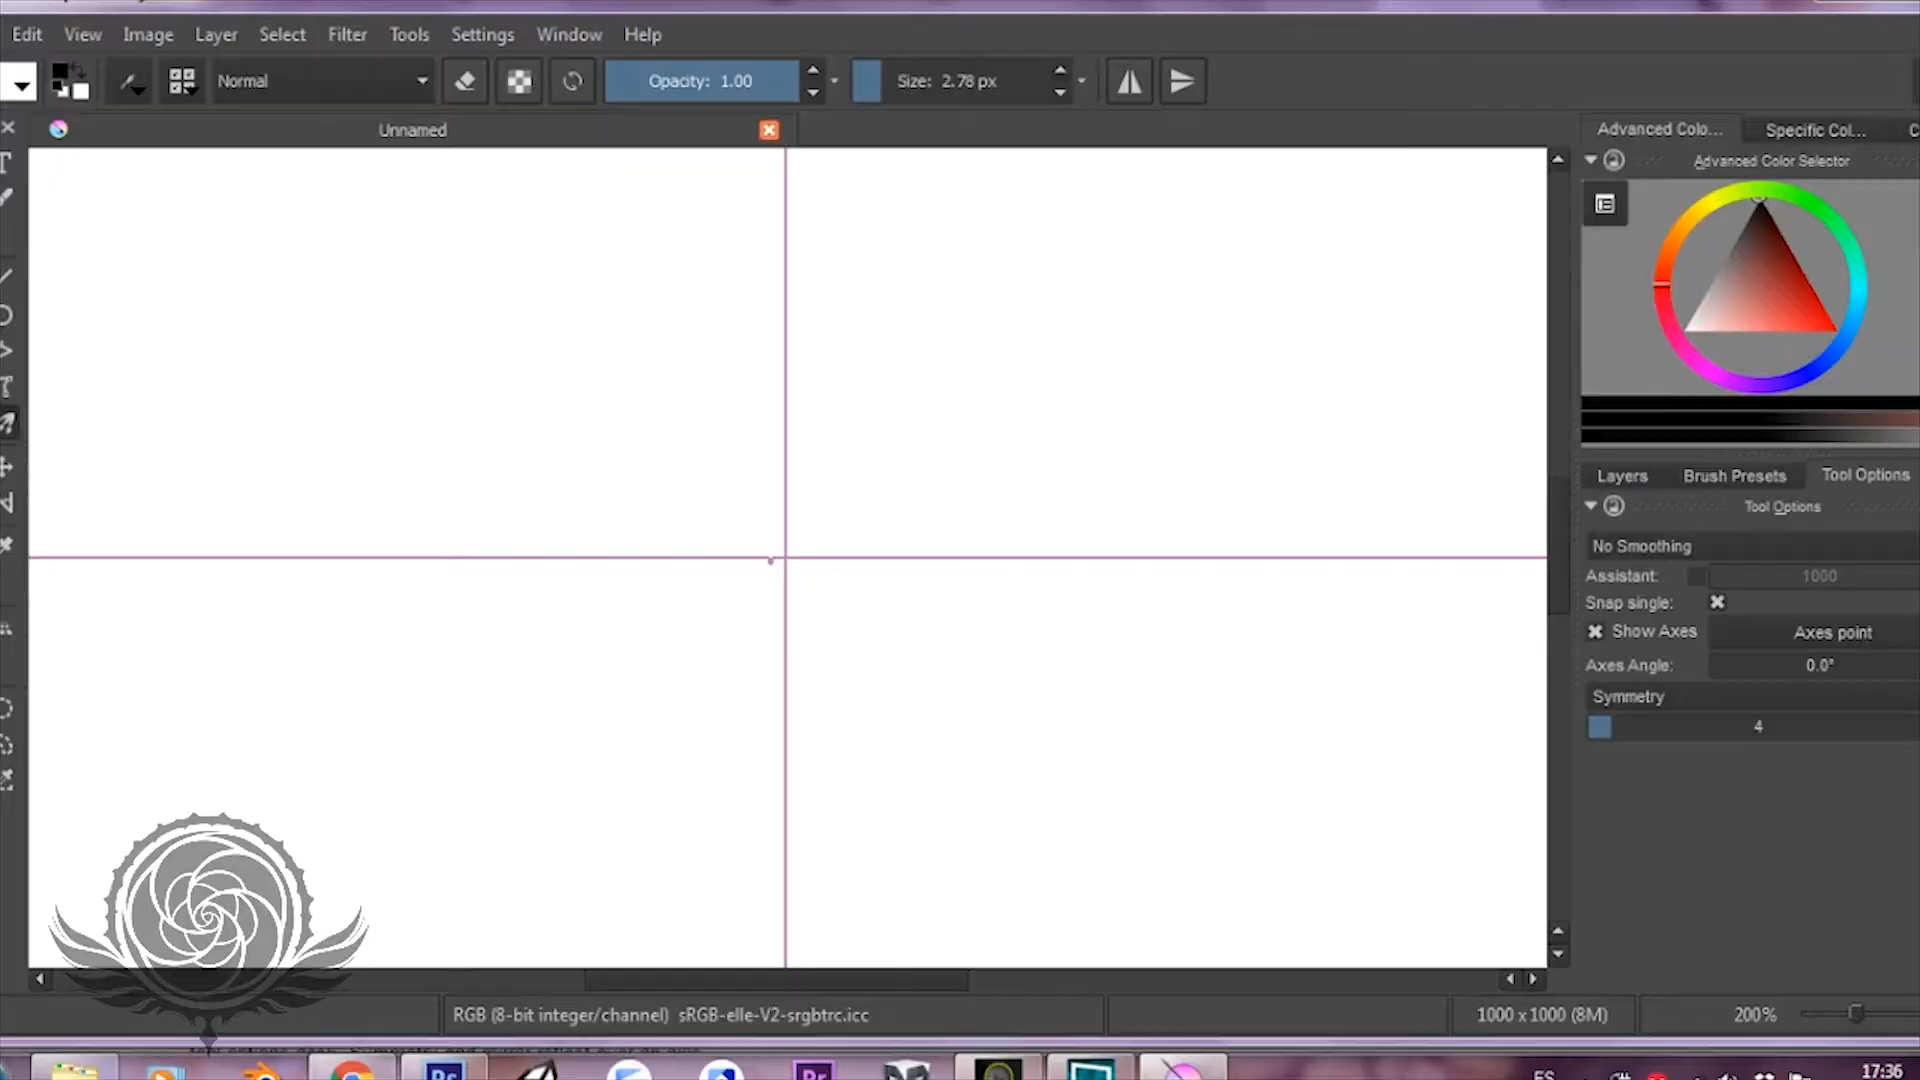 Edit View Image Layer Select Filter Tools Settings Window Help
Normal Opacity: 1.00 Size: 2.78 px
Unnamed
Advanced Colo... Specific Col... C
Advanced Color Selector
Layers Brush Presets Tool Options
Tool Options
No Smoothing
Assistant: 1000
Snap single:
Show Axes Axes point
Axes Angle: 0.0°
Symmetry
4
RGB (8-bit integer/channel) sRGB-elle-V2-srgbtrc.icc 1000 x 1000 (8M) 200%
Ps Pr ES 17:36